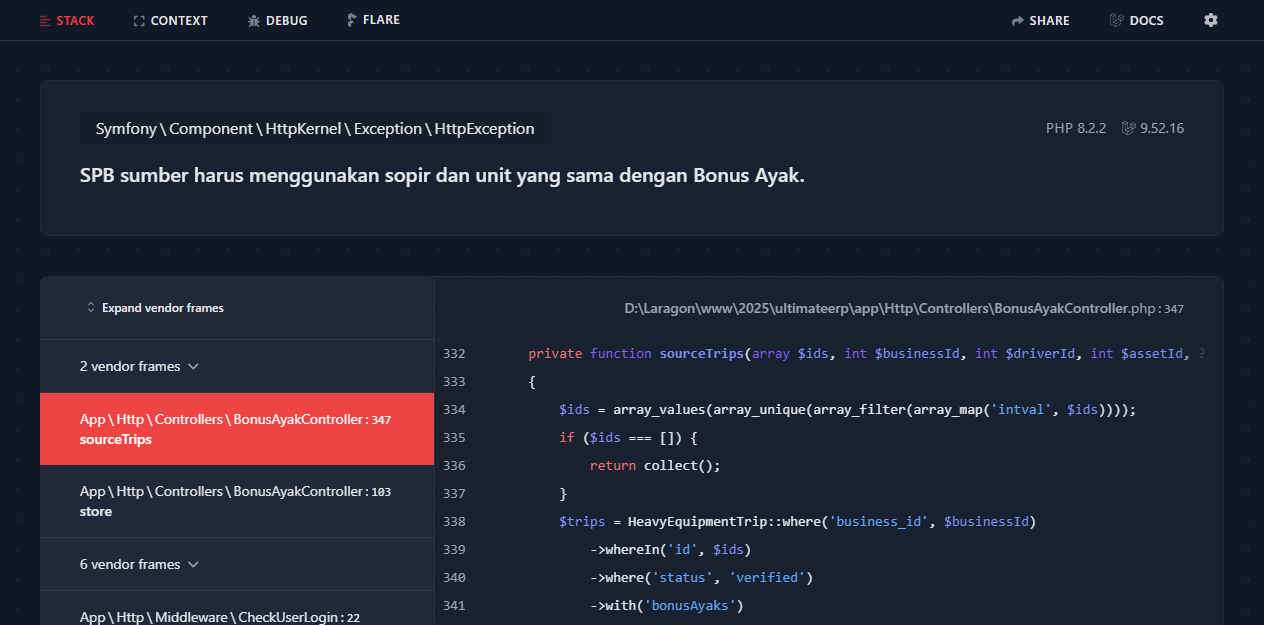 STACK CONTEXT DEBUG FLARE SHARE DOCS
Symfony\Component\HttpKernel\Exception\HttpException PHP 8.2.2 9.52.16
SPB sumber harus menggunakan sopir dan unit yang sama dengan Bonus Ayak.
Expand vendor frames
2 vendor frames
App\Http\Controllers\BonusAyakController:347
sourceTrips
App\Http\Controllers\BonusAyakController:103
store
6 vendor frames
App\Http\Middleware\CheckUserLogin:22
D:\Laragon\www\2025\ultimateerp\app\Http\Controllers\BonusAyakController.php:347
332 private function sourceTrips(array $ids, int $businessId, int $driverId, int $assetId, ?
333 {
334 $ids = array_values(array_unique(array_filter(array_map('intval', $ids))));
335 if ($ids === []) {
336 return collect();
337 }
338 $trips = HeavyEquipmentTrip::where('business_id', $businessId)
339 ->whereIn('id', $ids)
340 ->where('status', 'verified')
341 ->with('bonusAyaks')